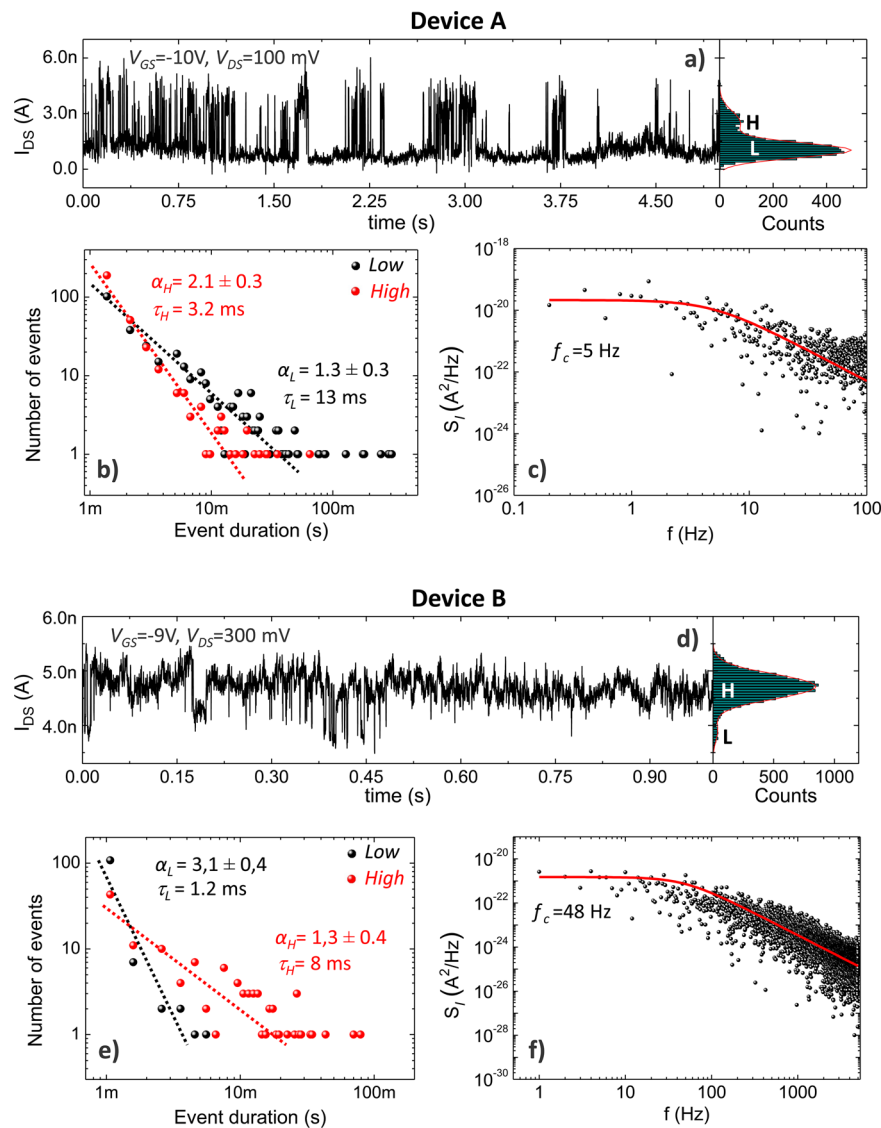 Device A
V_GS=-10V, V_DS=100 mV
a)
6.0n
3.0n
0.0
I_DS (A)
H
L
0.00 0.75 1.50 2.25 3.00 3.75 4.50 0 200 400
time (s) Counts
α_H= 2.1 ± 0.3
τ_H= 3.2 ms
Low
High
α_L= 1.3 ± 0.3
τ_L= 13 ms
100
10
1
Number of events
b)
1m 10m 100m
Event duration (s)
10^-18
10^-20
10^-22
10^-24
10^-26
S_I (A^2/Hz)
f_c=5 Hz
c)
0.1 1 10 100
f (Hz)
Device B
V_GS=-9V, V_DS=300 mV
d)
6.0n
5.0n
4.0n
I_DS (A)
H
L
0.00 0.15 0.30 0.45 0.60 0.75 0.90 0 500 1000
time (s) Counts
α_L= 3,1 ± 0,4
τ_L= 1.2 ms
Low
High
α_H= 1,3 ± 0.4
τ_H= 8 ms
100
10
1
Number of events
e)
1m 10m 100m
Event duration (s)
10^-20
10^-22
10^-24
10^-26
10^-28
10^-30
S_I (A^2/Hz)
f_c=48 Hz
f)
1 10 100 1000
f (Hz)